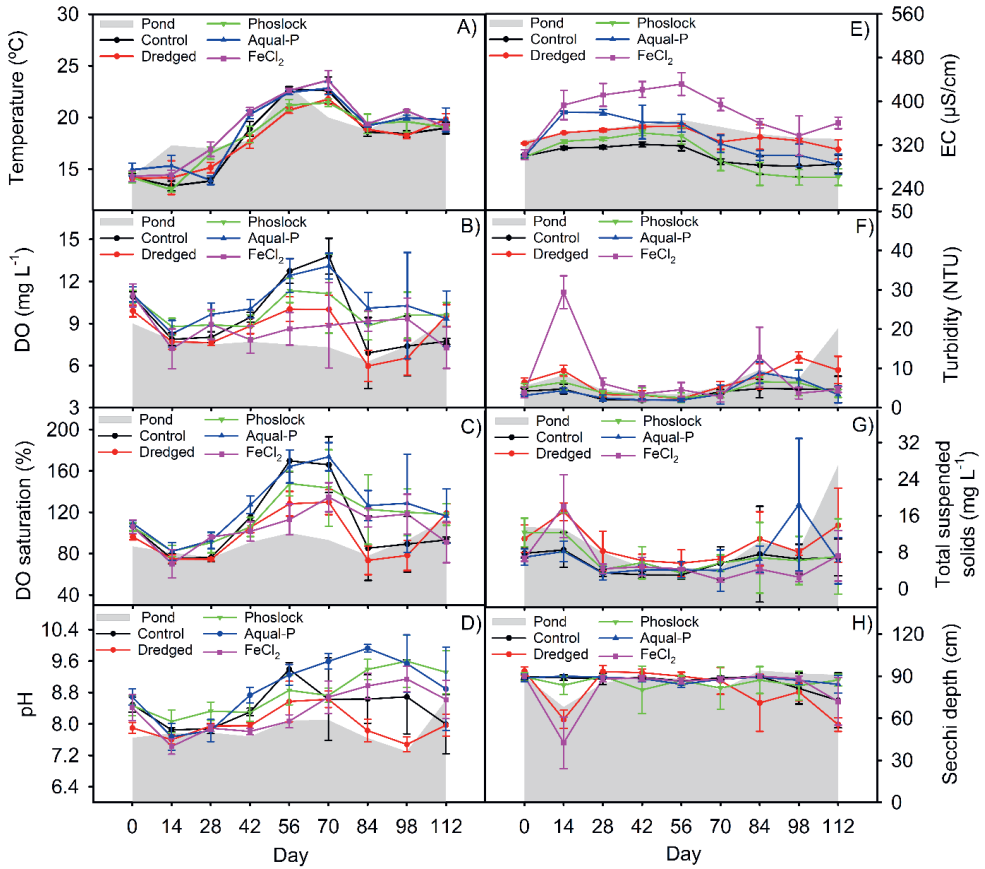 Temperature (ºC)
30
25
20
15
Pond
Control
Dredged
Phoslock
Aqual-P
FeCl2
A)
DO (mg L-1)
15
12
9
6
3
Pond
Control
Dredged
Phoslock
Aqual-P
FeCl2
B)
DO saturation (%)
200
160
120
80
40
Pond
Control
Dredged
Phoslock
Aqual-P
FeCl2
C)
pH
10.4
9.6
8.8
8.0
7.2
6.4
Pond
Control
Dredged
Phoslock
Aqual-P
FeCl2
D)
0 14 28 42 56 70 84 98 112
Day
Pond
Control
Dredged
Phoslock
Aqual-P
FeCl2
E)
560
480
400
320
240
EC (µS/cm)
Pond
Control
Dredged
Phoslock
Aqual-P
FeCl2
F)
50
40
30
20
10
0
Turbidity (NTU)
Pond
Control
Dredged
Phoslock
Aqual-P
FeCl2
G)
32
24
16
8
0
Total suspended
solids (mg L-1)
Pond
Control
Dredged
Phoslock
Aqual-P
FeCl2
H)
120
90
60
30
0
Secchi depth (cm)
0 14 28 42 56 70 84 98 112
Day